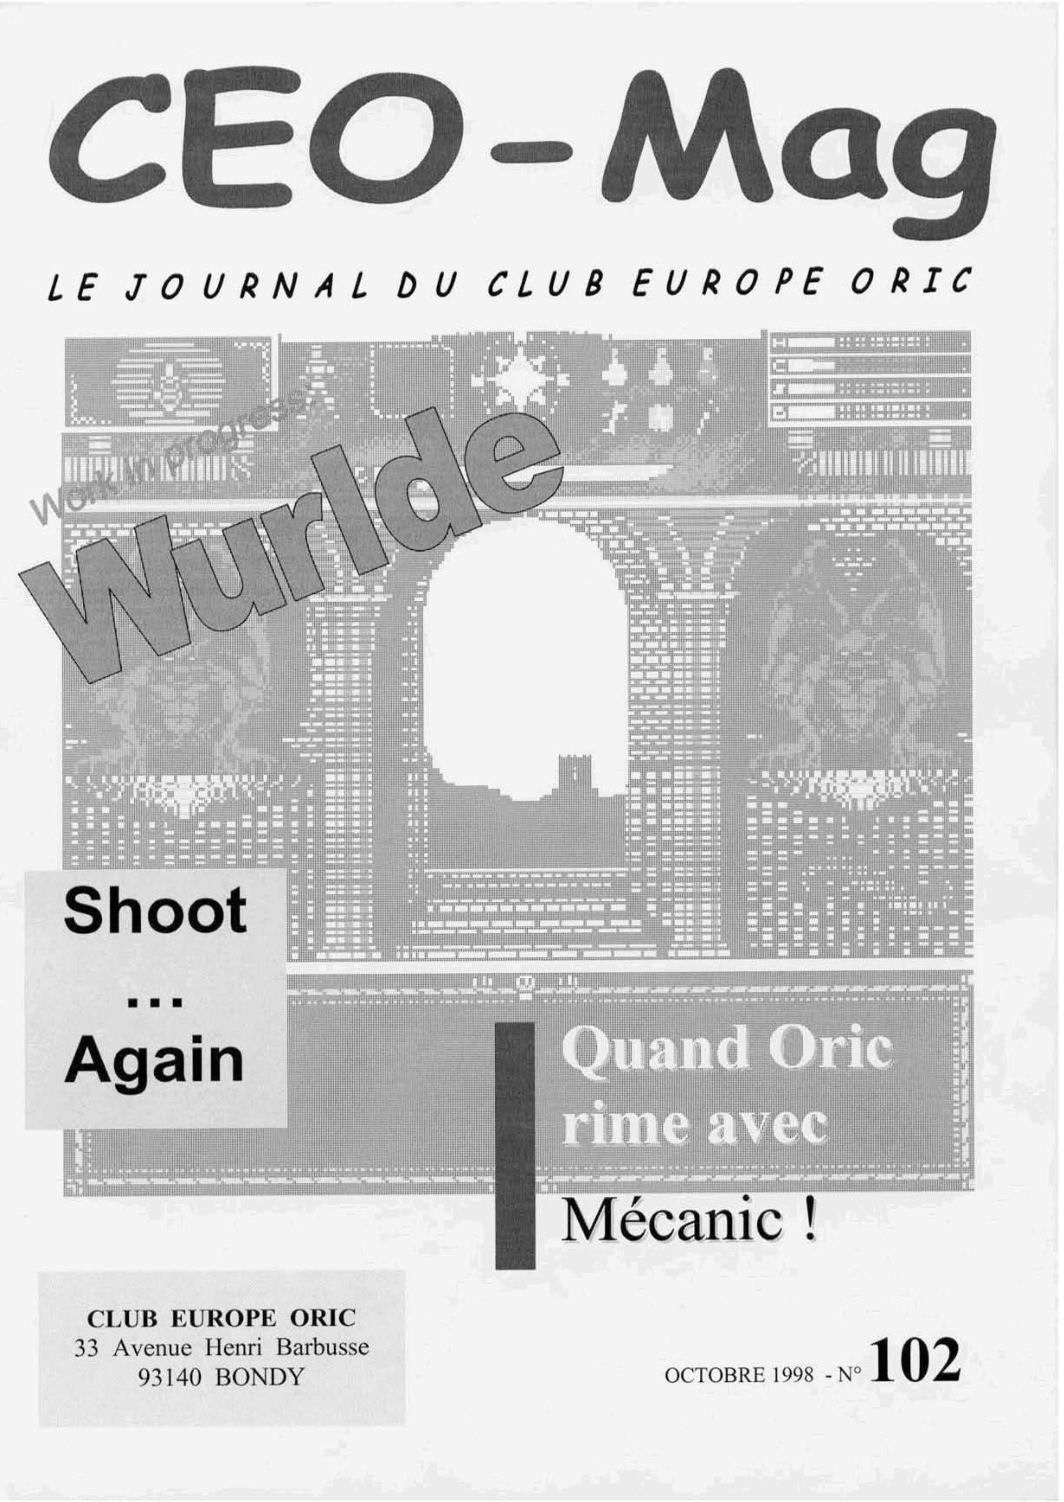 CEO-Mag
LE JOURNAL DU CLUB EUROPE ORIC
Work in progress
Wurlde
Shoot
...
Again
Quand Oric
rime avec
Mécanic !
CLUB EUROPE ORIC
33 Avenue Henri Barbusse
93140 BONDY
OCTOBRE 1998 - N° 102